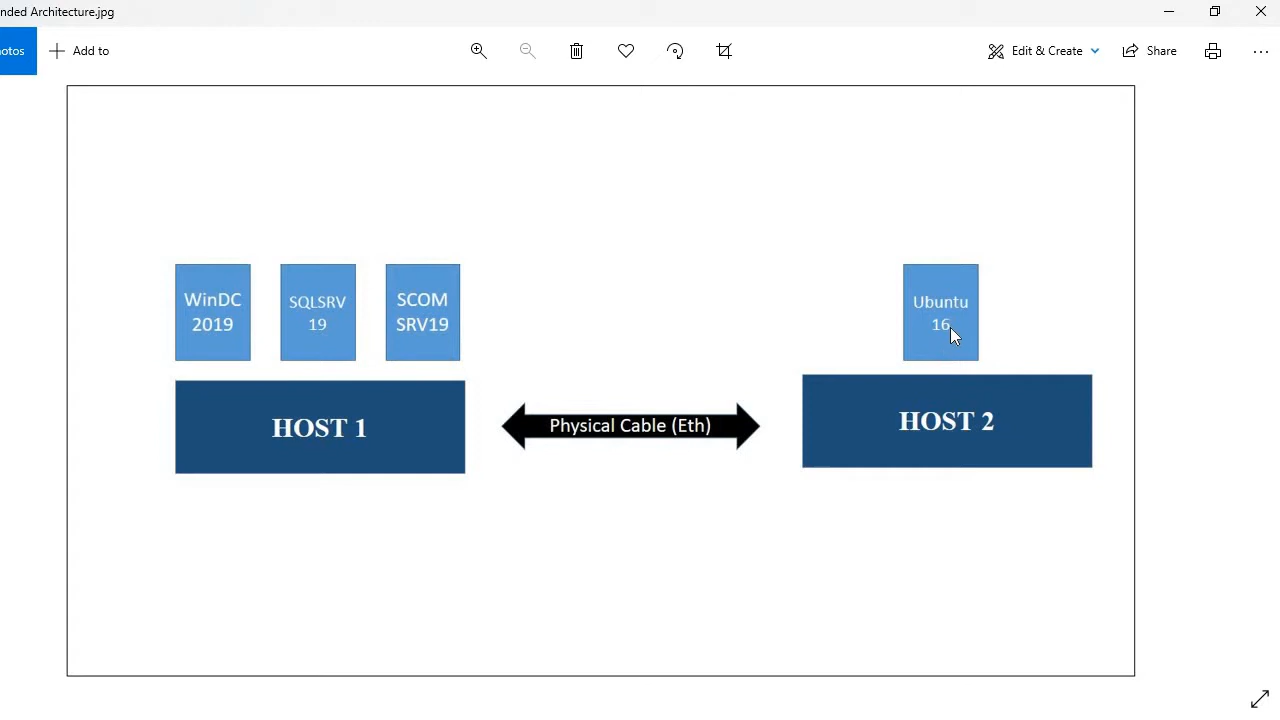 nded Architecture.jpg
otos
Add to
Edit & Create
Share
WinDC
2019
SQLSRV
19
SCOM
SRV19
Ubuntu
16
HOST 1
Physical Cable (Eth)
HOST 2